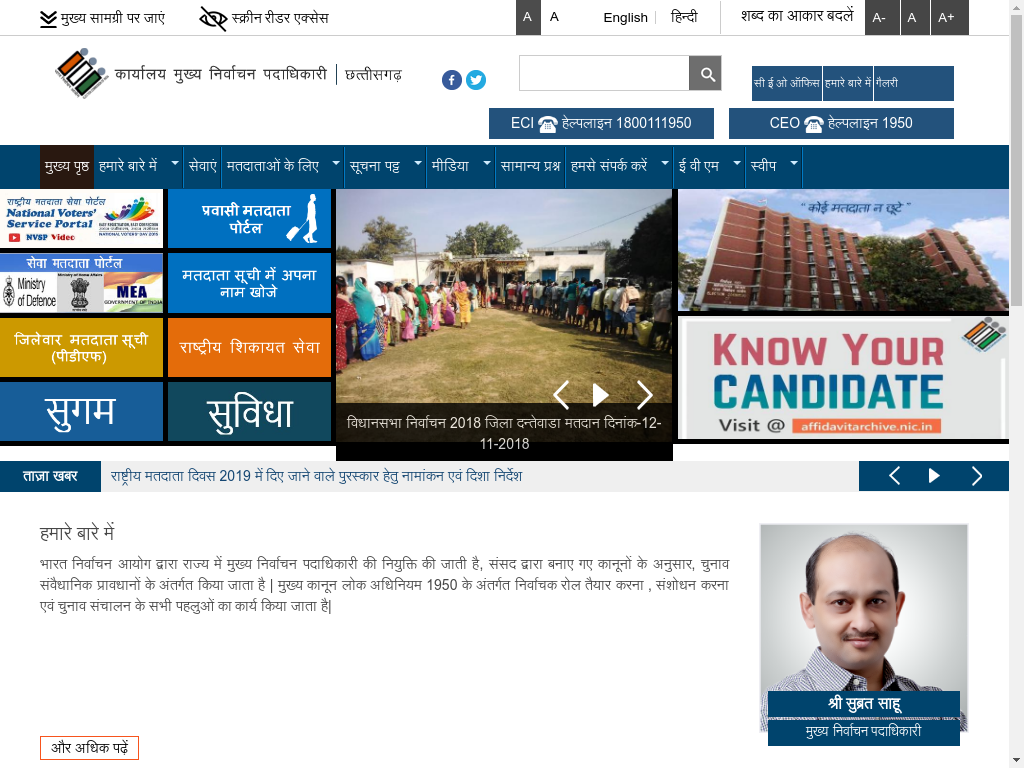 मुख्य सामग्री पर जाएं
स्क्रीन रीडर एक्सेस
A A
English हिन्दी
शब्द का आकार बदलें A- A A+
कार्यालय मुख्य निर्वाचन पदाधिकारी छत्तीसगढ़
सी ई ओ ऑफिस हमारे बारे में गैलरी
ECI हेल्पलाइन 1800111950
CEO हेल्पलाइन 1950
मुख्य पृष्ठ हमारे बारे में सेवाएं मतदाताओं के लिए सूचना पट्ट मीडिया सामान्य प्रश्न हमसे संपर्क करें ई वी एम स्वीप
राष्ट्रीय मतदाता सेवा पोर्टल
National Voters'
Service Portal
NVSP Video
प्रवासी मतदाता
पोर्टल
सेवा मतदाता पोर्टल
Ministry
of Defence
Ministry of Home Affairs
MEA
GOVERNMENT OF INDIA
मतदाता सूची में अपना
नाम खोजे
जिलेवार मतदाता सूची
(पीडीएफ)
राष्ट्रीय शिकायत सेवा
सुगम
सुविधा
विधानसभा निर्वाचन 2018 जिला दन्तेवाडा मतदान दिनांक-12-
11-2018
“ कोई मतदाता न छूटे ”
KNOW YOUR
CANDIDATE
Visit @ affidavitarchive.nic.in
ताज़ा खबर
राष्ट्रीय मतदाता दिवस 2019 में दिए जाने वाले पुरस्कार हेतु नामांकन एवं दिशा निर्देश
हमारे बारे में
भारत निर्वाचन आयोग द्वारा राज्य में मुख्य निर्वाचन पदाधिकारी की नियुक्ति की जाती है, संसद द्वारा बनाए गए कानूनों के अनुसार, चुनाव
संवैधानिक प्रावधानों के अंतर्गत किया जाता है | मुख्य कानून लोक अधिनियम 1950 के अंतर्गत निर्वाचक रोल तैयार करना , संशोधन करना
एवं चुनाव संचालन के सभी पहलुओं का कार्य किया जाता है|
और अधिक पढ़ें
श्री सुब्रत साहू
मुख्य निर्वाचन पदाधिकारी